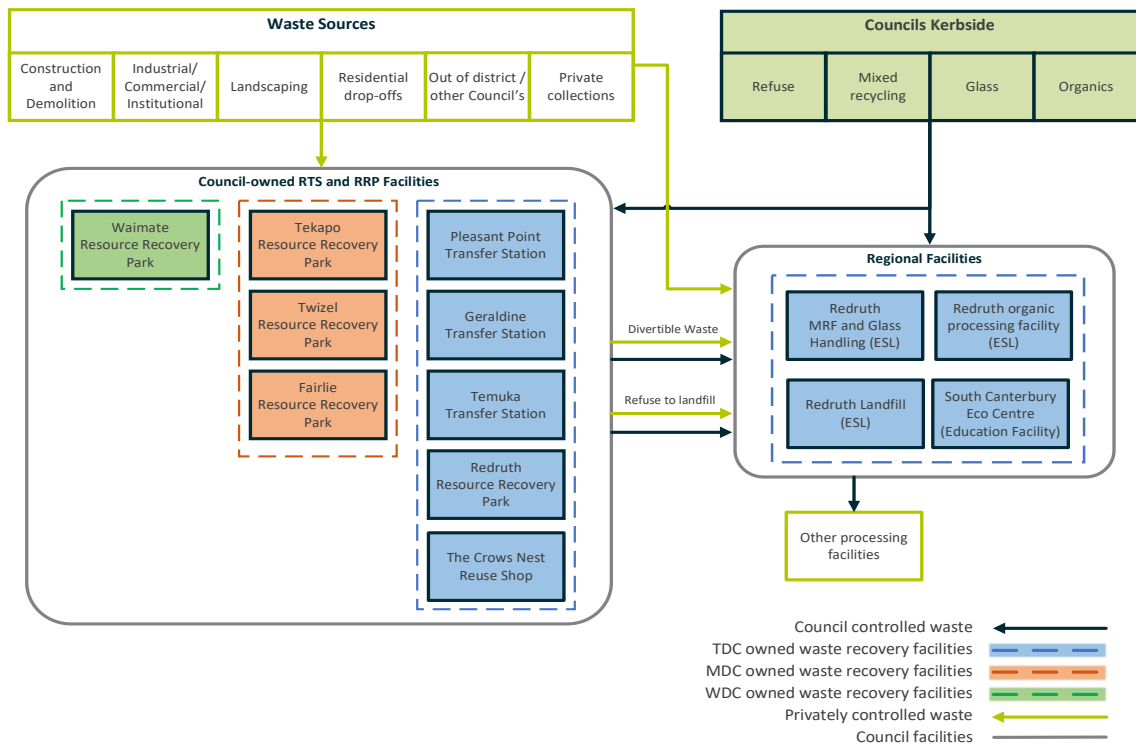 Waste Sources
Construction
and
Demolition
Industrial/
Commercial/
Institutional
Landscaping
Residential
drop-offs
Out of district /
other Council's
Private
collections
Councils Kerbside
Refuse
Mixed
recycling
Glass
Organics
Council-owned RTS and RRP Facilities
Waimate
Resource Recovery
Park
Tekapo
Resource Recovery
Park
Twizel
Resource Recovery
Park
Fairlie
Resource Recovery
Park
Pleasant Point
Transfer Station
Geraldine
Transfer Station
Temuka
Transfer Station
Redruth
Resource Recovery
Park
The Crows Nest
Reuse Shop
Divertible Waste
Refuse to landfill
Regional Facilities
Redruth
MRF and Glass
Handling (ESL)
Redruth organic
processing facility
(ESL)
Redruth Landfill
(ESL)
South Canterbury
Eco Centre
(Education Facility)
Other processing
facilities
Council controlled waste
TDC owned waste recovery facilities
MDC owned waste recovery facilities
WDC owned waste recovery facilities
Privately controlled waste
Council facilities